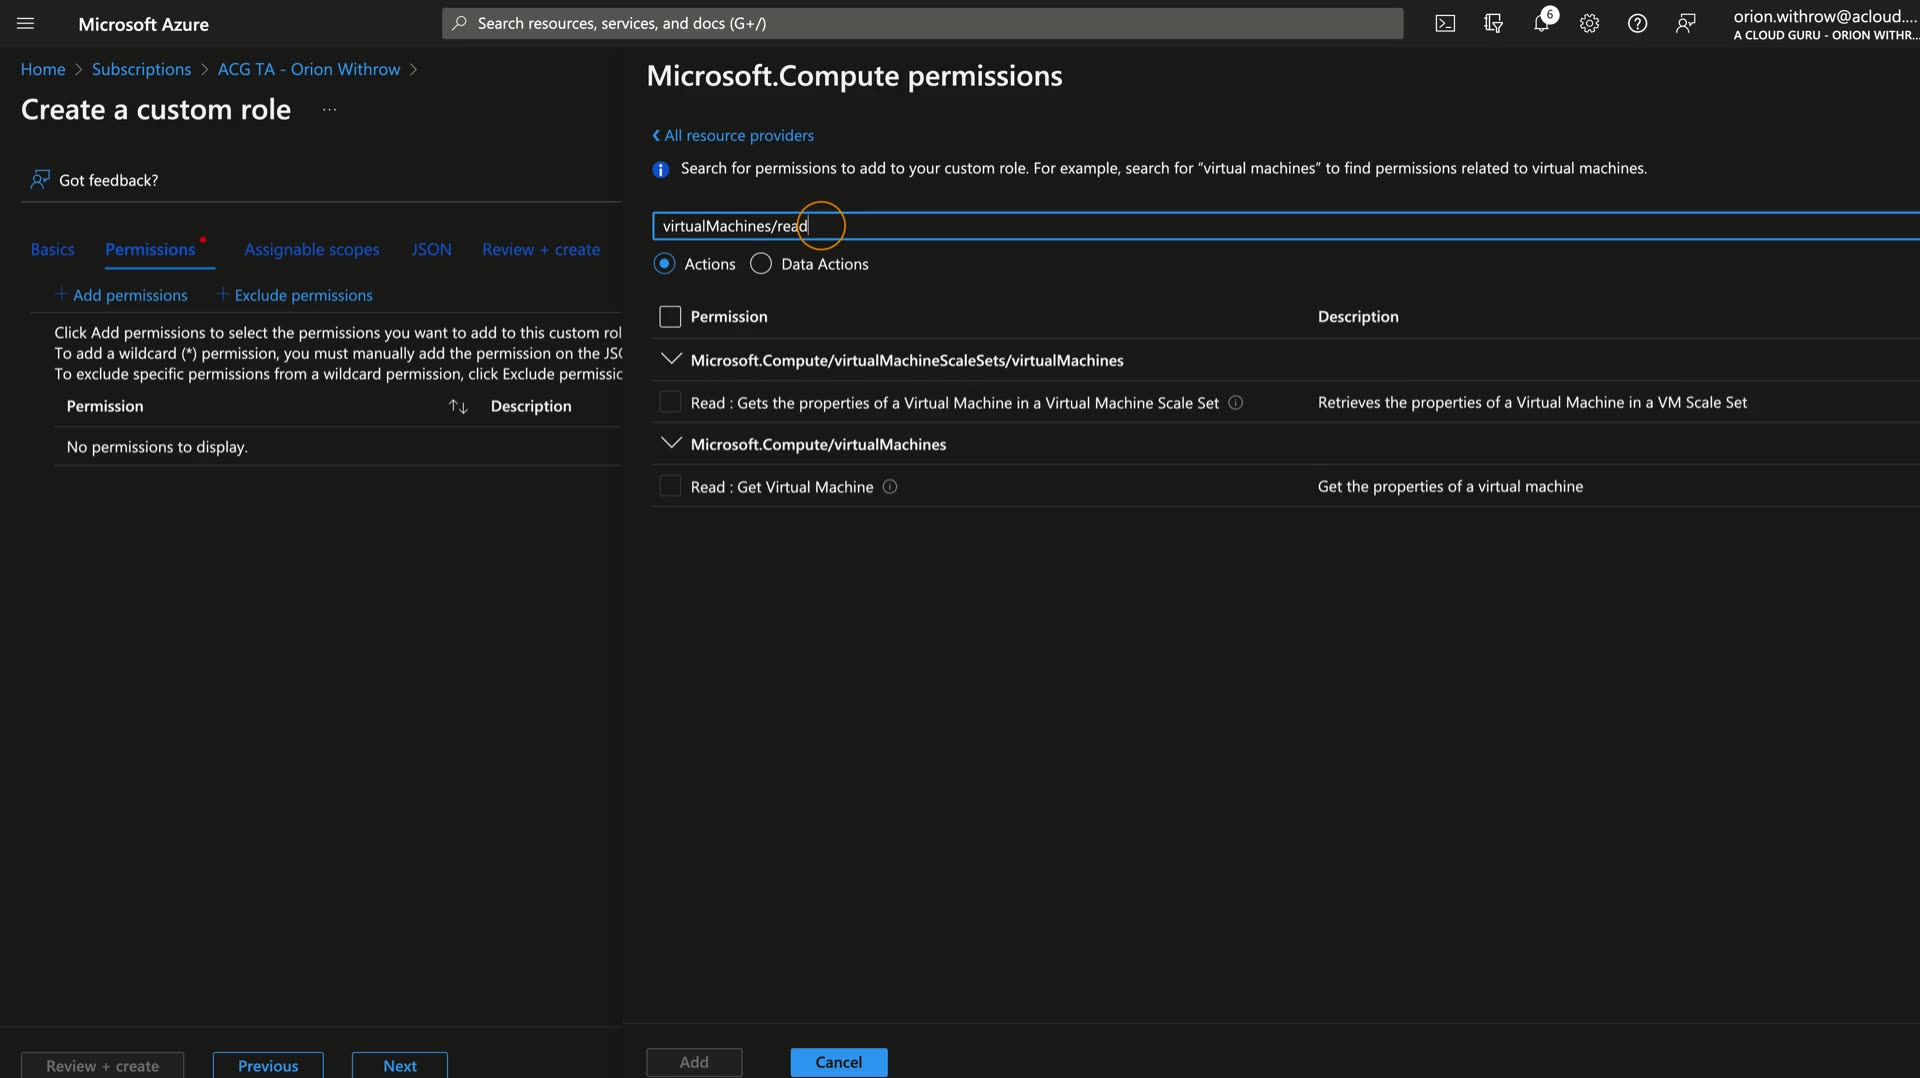 Microsoft Azure
Search resources, services, and docs (G+/)
6
orion.withrow@acloud....
A CLOUD GURU - ORION WITHR...
Home > Subscriptions > ACG TA - Orion Withrow >
Create a custom role ...
Got feedback?
Basics Permissions Assignable scopes JSON Review + create
+ Add permissions + Exclude permissions
Click Add permissions to select the permissions you want to add to this custom rol
To add a wildcard (*) permission, you must manually add the permission on the JSO
To exclude specific permissions from a wildcard permission, click Exclude permissic
Permission ↑↓ Description
No permissions to display.
Review + create Previous Next
Microsoft.Compute permissions
All resource providers
Search for permissions to add to your custom role. For example, search for “virtual machines” to find permissions related to virtual machines.
virtualMachines/read
Actions Data Actions
Permission Description
Microsoft.Compute/virtualMachineScaleSets/virtualMachines
Read : Gets the properties of a Virtual Machine in a Virtual Machine Scale Set Retrieves the properties of a Virtual Machine in a VM Scale Set
Microsoft.Compute/virtualMachines
Read : Get Virtual Machine Get the properties of a virtual machine
Add Cancel